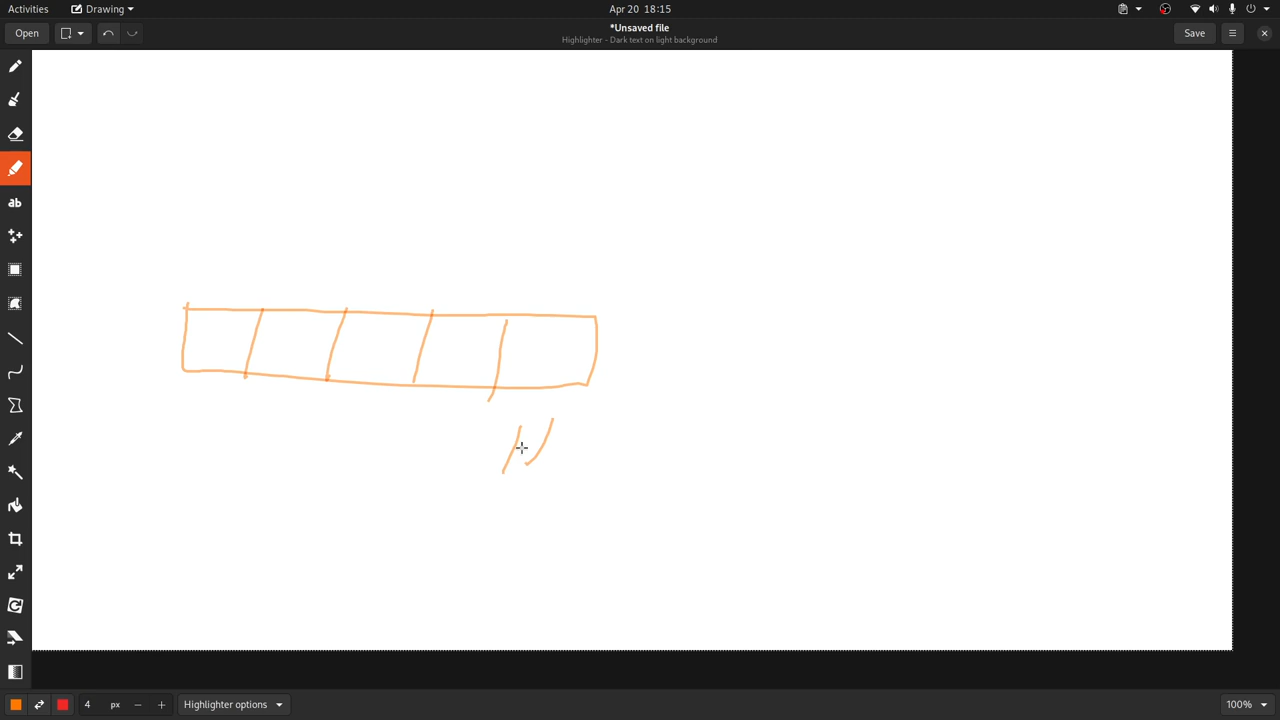 Activities Drawing Apr 20 18:15
Open *Unsaved file Save
Highlighter - Dark text on light background
ab
4 px Highlighter options 100%